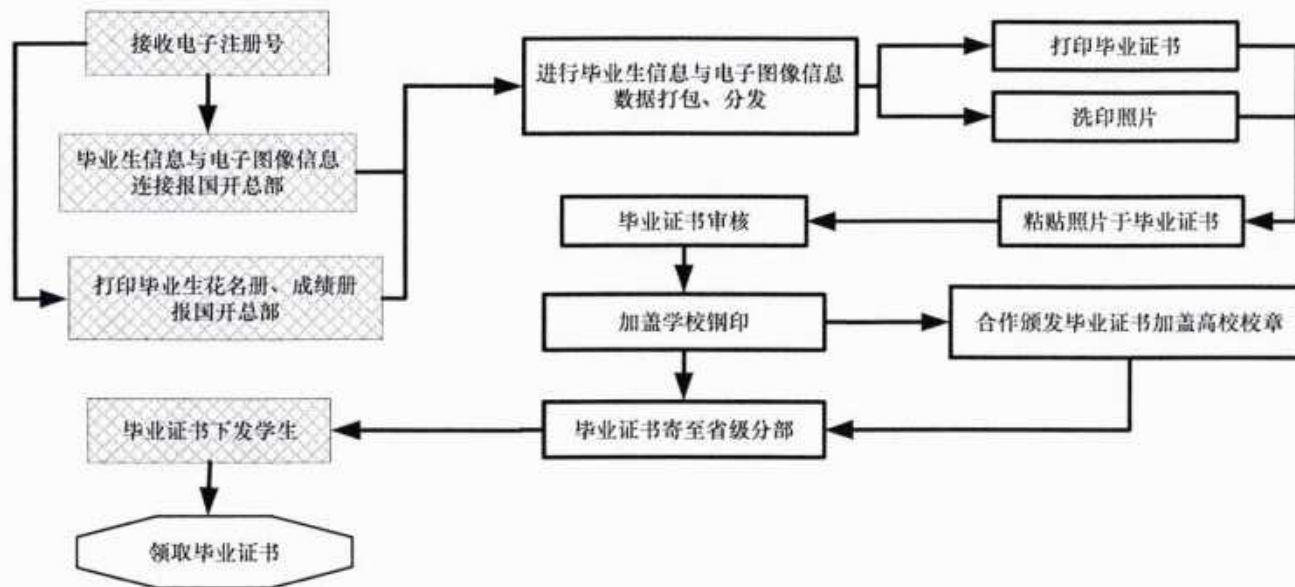 接收电子注册号
毕业生信息与电子图像信息
连接报国开总部
打印毕业生花名册、成绩册
报国开总部
进行毕业生信息与电子图像信息
数据打包、分发
打印毕业证书
洗印照片
粘贴照片于毕业证书
毕业证书审核
加盖学校钢印
合作颁发毕业证书加盖高校校章
毕业证书寄至省级分部
毕业证书下发学生
领取毕业证书